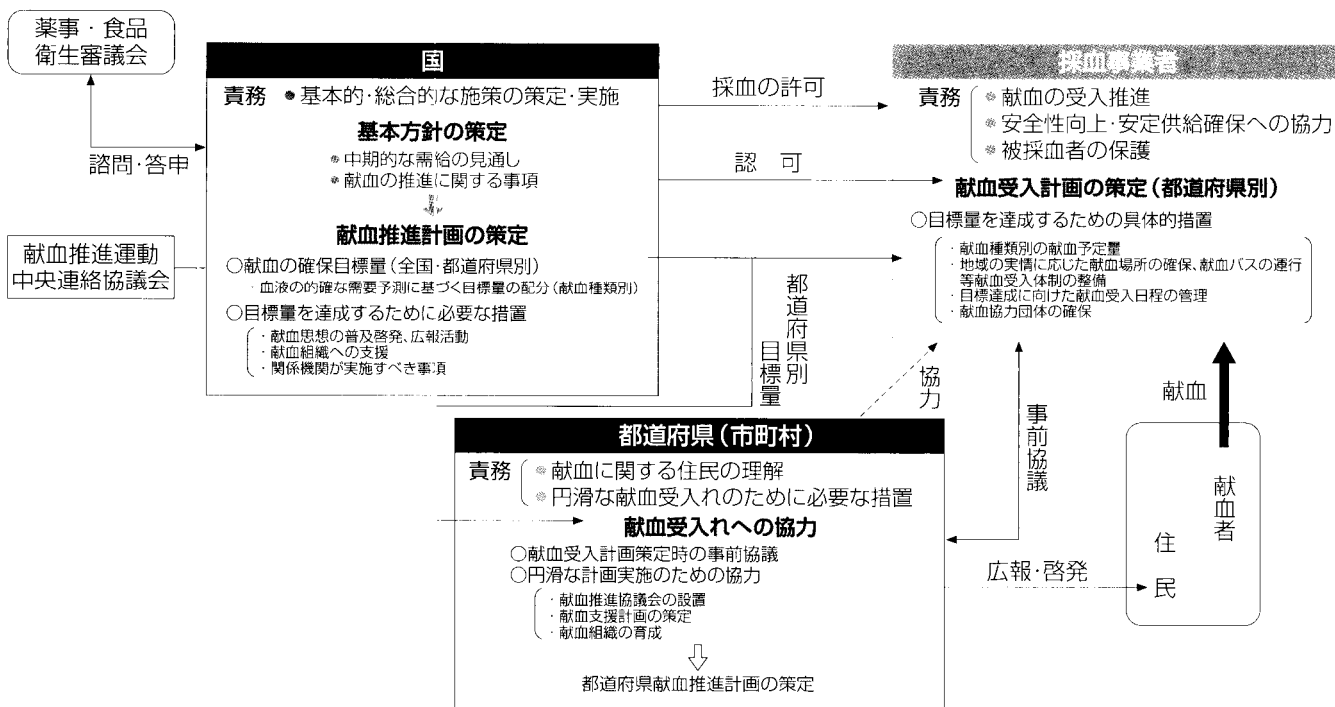 薬事・食品
衛生審議会
諮問・答申
献血推進運動
中央連絡協議会
国
責務 ●基本的・総合的な施策の策定・実施
基本方針の策定
●中期的な需給の見通し
●献血の推進に関する事項
献血推進計画の策定
○献血の確保目標量（全国・都道府県別）
・血液の的確な需要予測に基づく目標量の配分（献血種類別）
○目標量を達成するために必要な措置
・献血思想の普及啓発、広報活動
・献血組織への支援
・関係機関が実施すべき事項
採血の許可
認 可
都道府県別
目標量
協力
採血事業者
責務 ●献血の受入推進
●安全性向上・安定供給確保への協力
●被採血者の保護
献血受入計画の策定（都道府県別）
○目標量を達成するための具体的措置
・献血種類別の献血予定量
・地域の実情に応じた献血場所の確保、献血バスの運行
等献血受入体制の整備
・目標達成に向けた献血受入日程の管理
・献血協力団体の確保
事前協議
献血
献血者
住民
都道府県（市町村）
責務 ●献血に関する住民の理解
●円滑な献血受入れのために必要な措置
献血受入れへの協力
○献血受入計画策定時の事前協議
○円滑な計画実施のための協力
・献血推進協議会の設置
・献血支援計画の策定
・献血組織の育成
都道府県献血推進計画の策定
広報・啓発